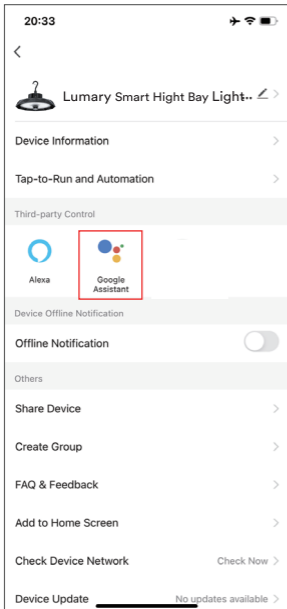 20:33
Lumary Smart Hight Bay Light...
Device Information
Tap-to-Run and Automation
Third-party Control
Alexa
Google
Assistant
Device Offline Notification
Offline Notification
Others
Share Device
Create Group
FAQ & Feedback
Add to Home Screen
Check Device Network Check Now
Device Update No updates available